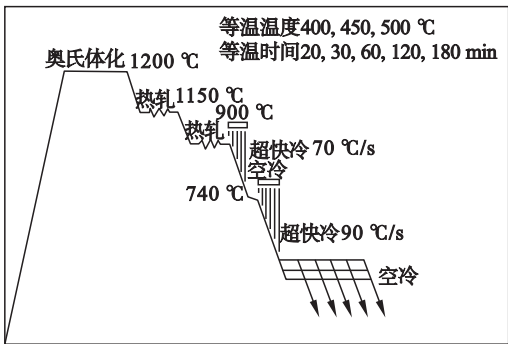 等温温度400, 450, 500 ℃
等温时间20, 30, 60, 120, 180 min
奥氏体化 1200 ℃
热轧 1150 ℃
900 ℃
热轧
超快冷 70 ℃/s
空冷
740 ℃
超快冷90 ℃/s
空冷